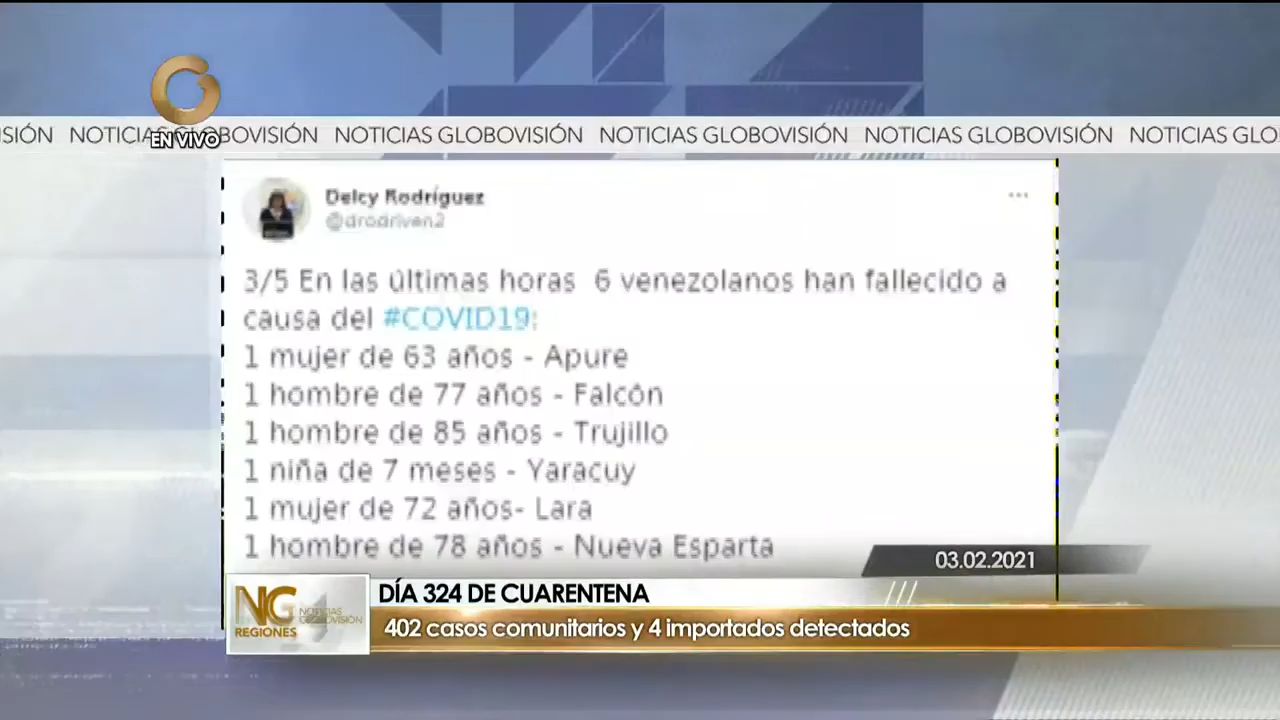 EN VIVO
SIÓN NOTICIAS GLOBOVISIÓN NOTICIAS GLOBOVISIÓN NOTICIAS GLOBOVISIÓN NOTICIAS GLOBOVISIÓN NOTICIAS GLO
Delcy Rodríguez
@drodriven2
3/5 En las últimas horas 6 venezolanos han fallecido a
causa del #COVID19:
1 mujer de 63 años - Apure
1 hombre de 77 años - Falcón
1 hombre de 85 años - Trujillo
1 niña de 7 meses - Yaracuy
1 mujer de 72 años- Lara
1 hombre de 78 años - Nueva Esparta
03.02.2021
NG
REGIONES
NOTICIAS
GLOBOVISIÓN
DÍA 324 DE CUARENTENA
402 casos comunitarios y 4 importados detectados